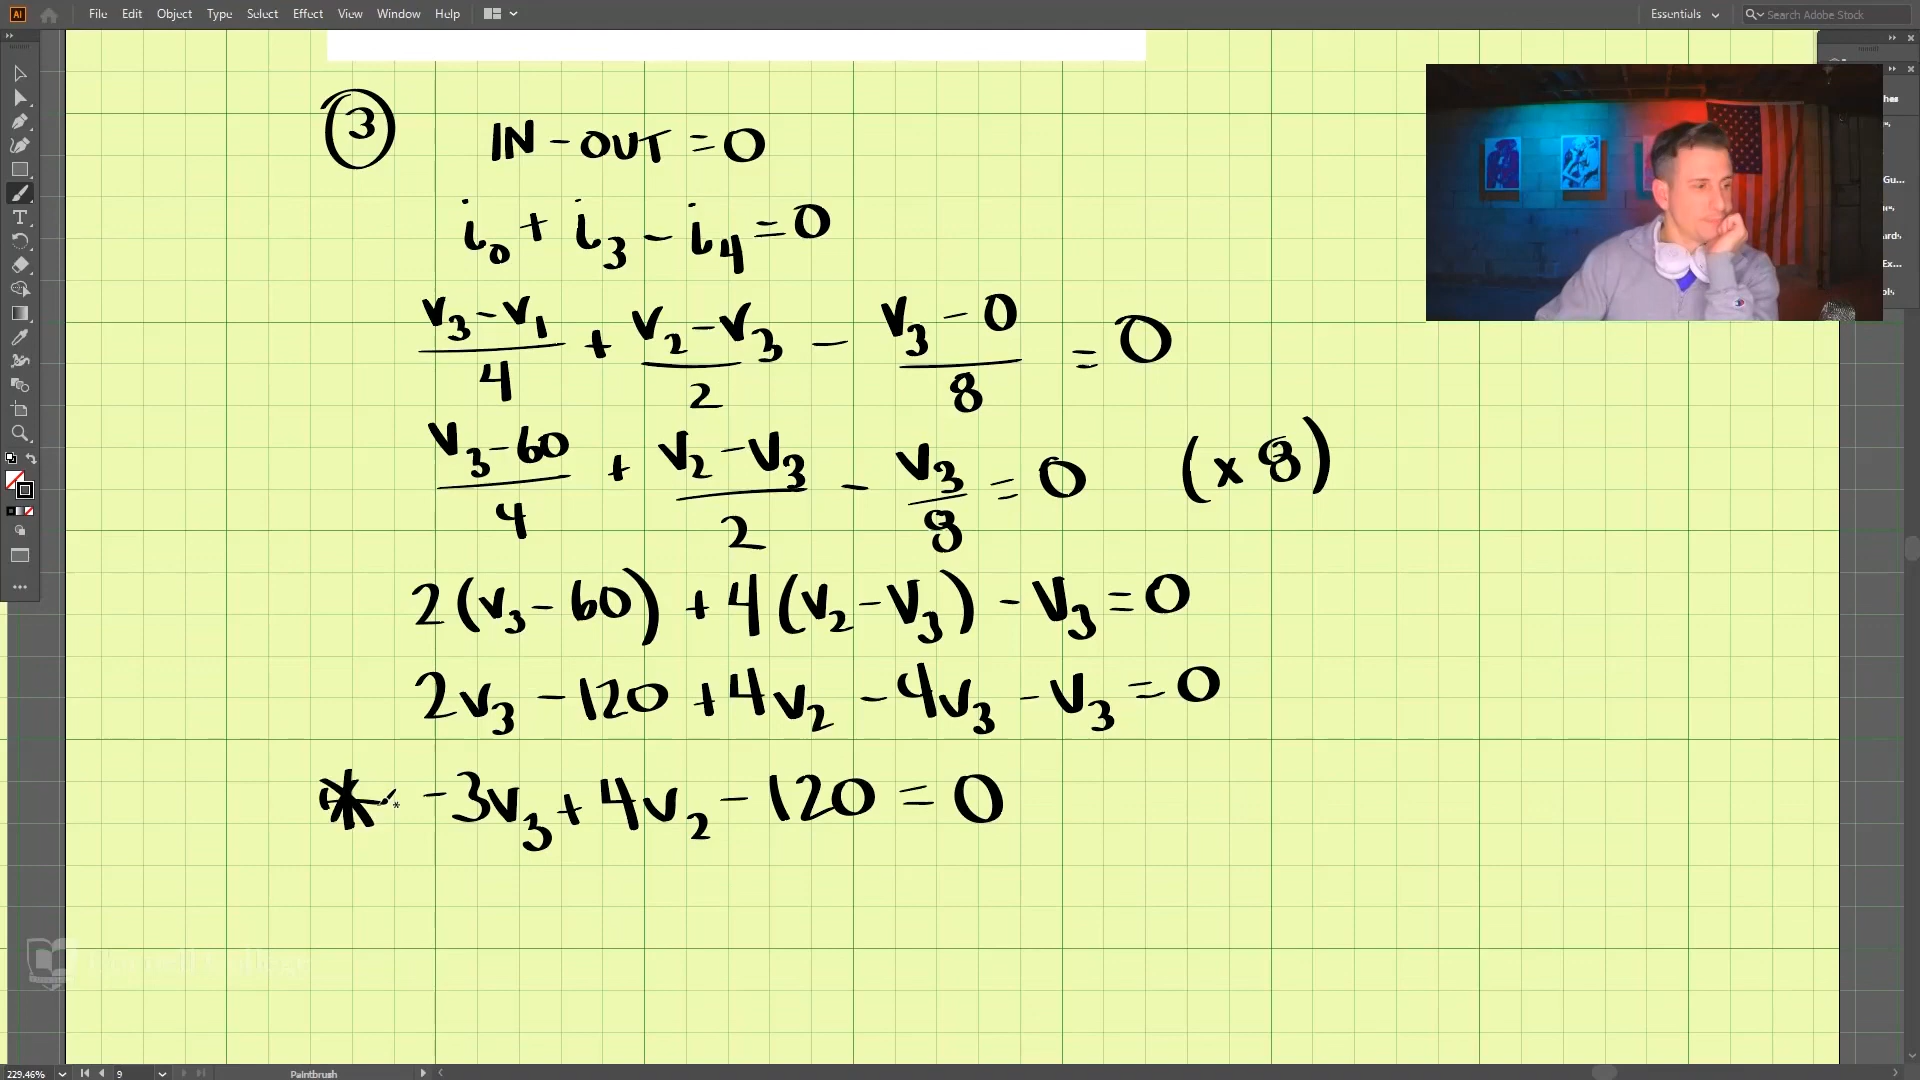 Ai File Edit Object Type Select Effect View Window Help Essentials Search Adobe Stock
③ IN - OUT = 0
i₀ + i₃ - i₄ = 0
(v₃ - v₁)/4 + (v₂ - v₃)/2 - (v₃ - 0)/8 = 0
(v₃ - 60)/4 + (v₂ - v₃)/2 - v₃/8 = 0 (x 8)
2(v₃ - 60) + 4(v₂ - v₃) - v₃ = 0
2v₃ - 120 + 4v₂ - 4v₃ - v₃ = 0
* -3v₃ + 4v₂ - 120 = 0
229.46% 9 Paintbrush